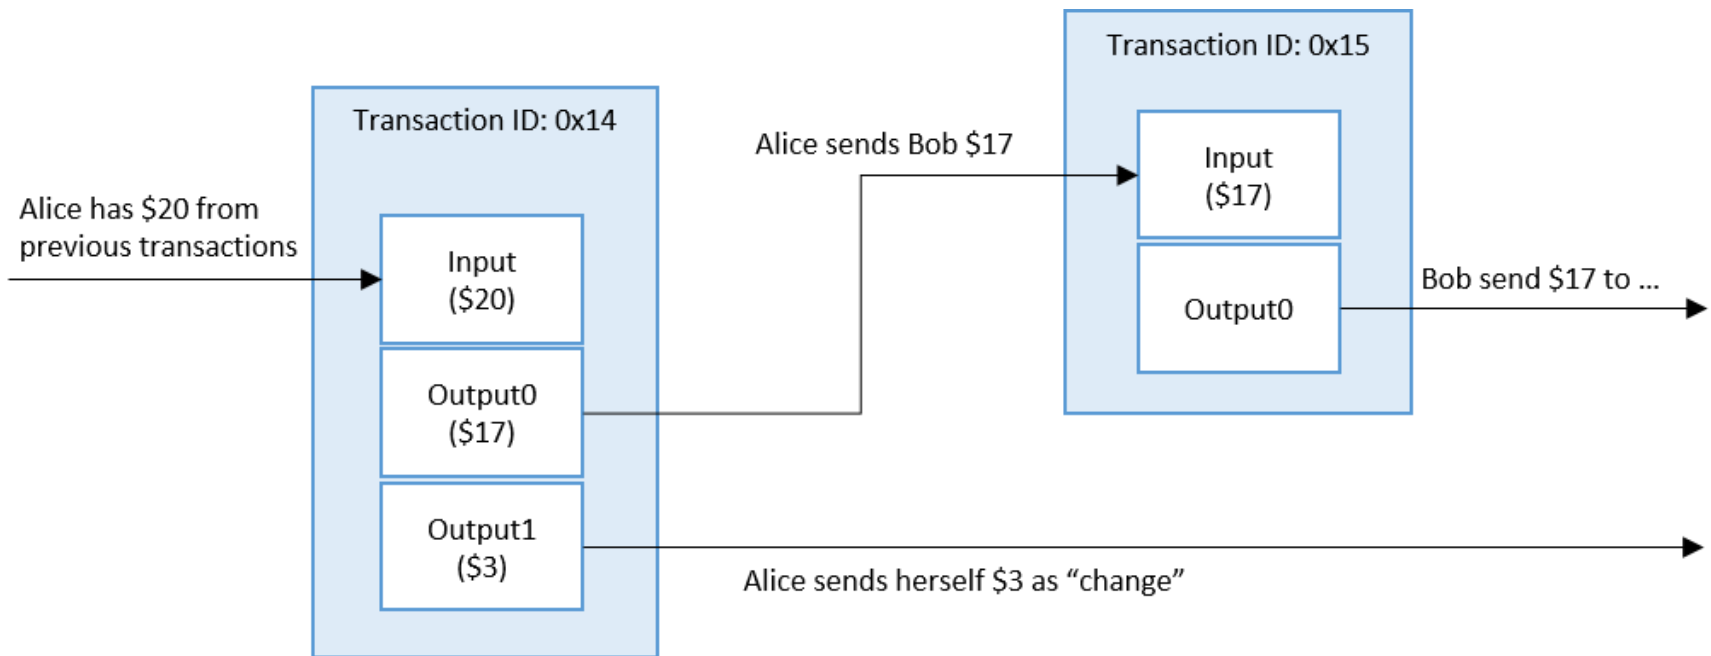 Alice has $20 from
previous transactions
Transaction ID: 0x14
Input
($20)
Output0
($17)
Output1
($3)
Alice sends Bob $17
Transaction ID: 0x15
Input
($17)
Output0
Bob send $17 to ...
Alice sends herself $3 as “change”